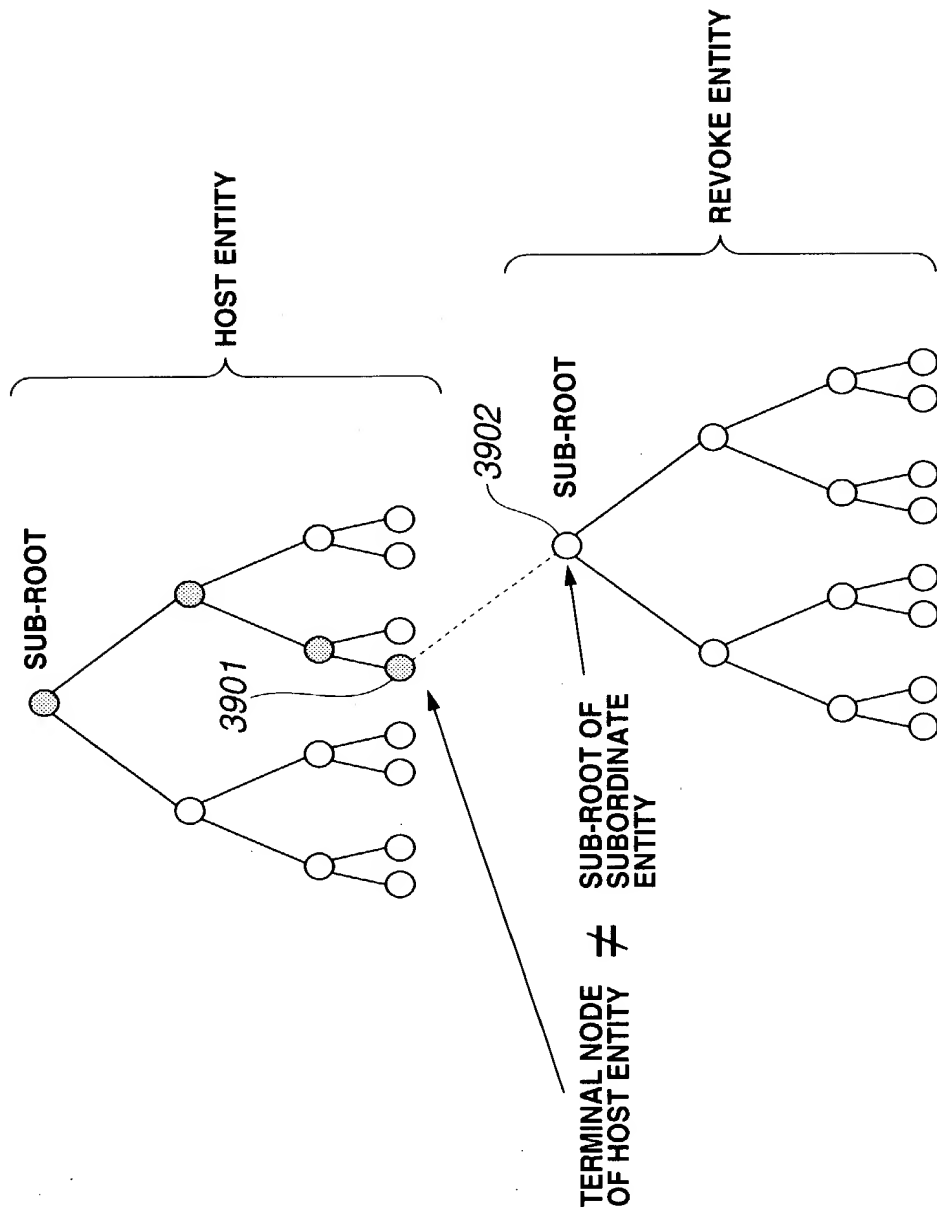 SUB-ROOT
HOST ENTITY
3901
3902
SUB-ROOT
REVOKE ENTITY
TERMINAL NODE
OF HOST ENTITY
≠
SUB-ROOT OF
SUBORDINATE
ENTITY